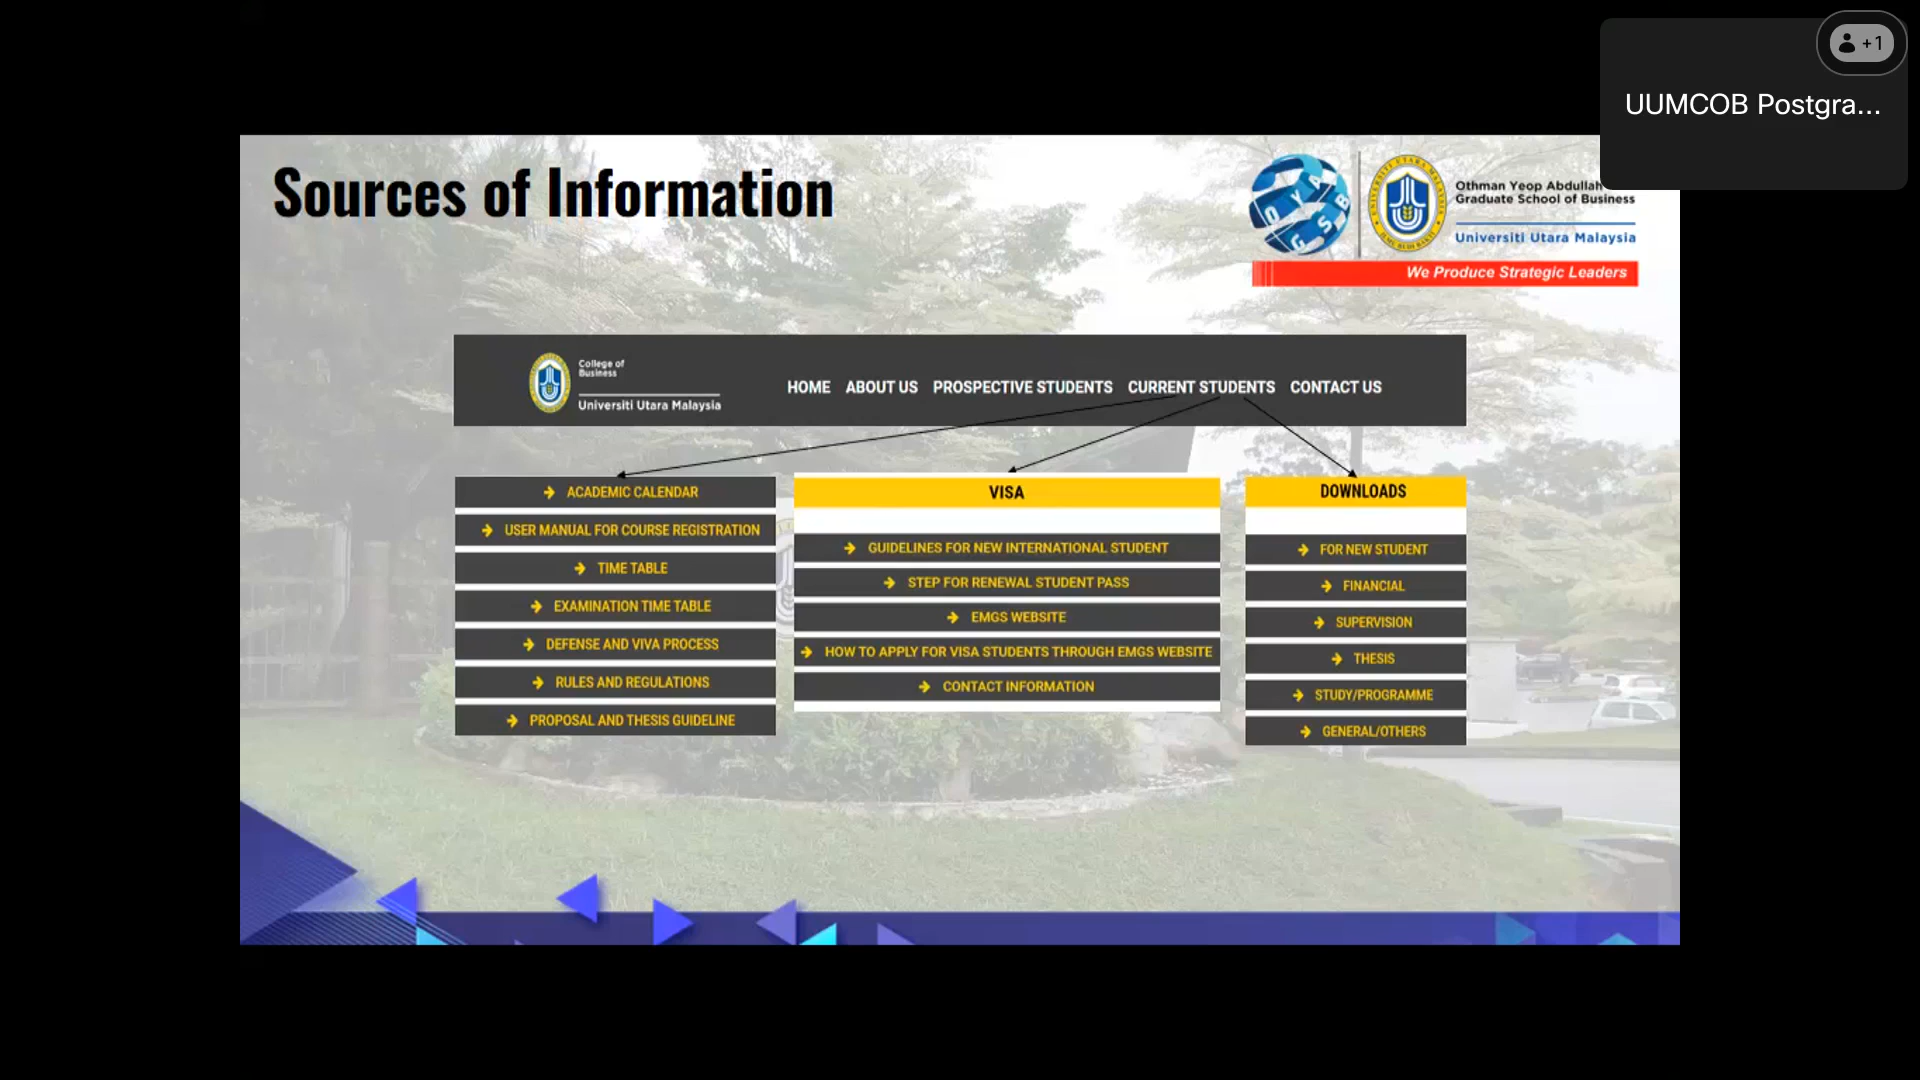 +1
UUMCOB Postgra...
Sources of Information
OYA
GSB
Othman Yeop Abdullah
Graduate School of Business
Universiti Utara Malaysia
We Produce Strategic Leaders
College of
Business
Universiti Utara Malaysia
HOME ABOUT US PROSPECTIVE STUDENTS CURRENT STUDENTS CONTACT US
ACADEMIC CALENDAR
USER MANUAL FOR COURSE REGISTRATION
TIME TABLE
EXAMINATION TIME TABLE
DEFENSE AND VIVA PROCESS
RULES AND REGULATIONS
PROPOSAL AND THESIS GUIDELINE
VISA
GUIDELINES FOR NEW INTERNATIONAL STUDENT
STEP FOR RENEWAL STUDENT PASS
EMGS WEBSITE
HOW TO APPLY FOR VISA STUDENTS THROUGH EMGS WEBSITE
CONTACT INFORMATION
DOWNLOADS
FOR NEW STUDENT
FINANCIAL
SUPERVISION
THESIS
STUDY/PROGRAMME
GENERAL/OTHERS